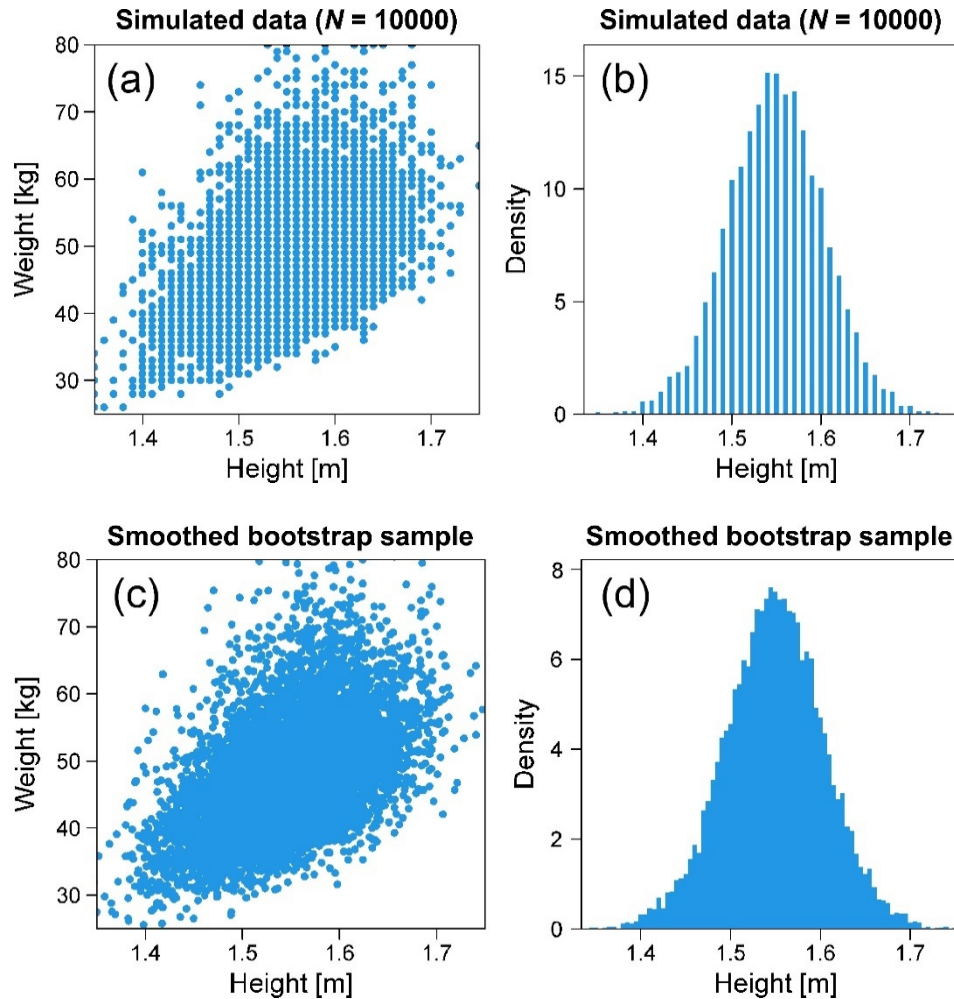 Simulated data (N = 10000)
(a)
80
70
60
50
40
30
Weight [kg]
1.4 1.5 1.6 1.7
Height [m]
Simulated data (N = 10000)
(b)
15
10
5
0
Density
1.4 1.5 1.6 1.7
Height [m]
Smoothed bootstrap sample
(c)
80
70
60
50
40
30
Weight [kg]
1.4 1.5 1.6 1.7
Height [m]
Smoothed bootstrap sample
(d)
8
6
4
2
0
Density
1.4 1.5 1.6 1.7
Height [m]